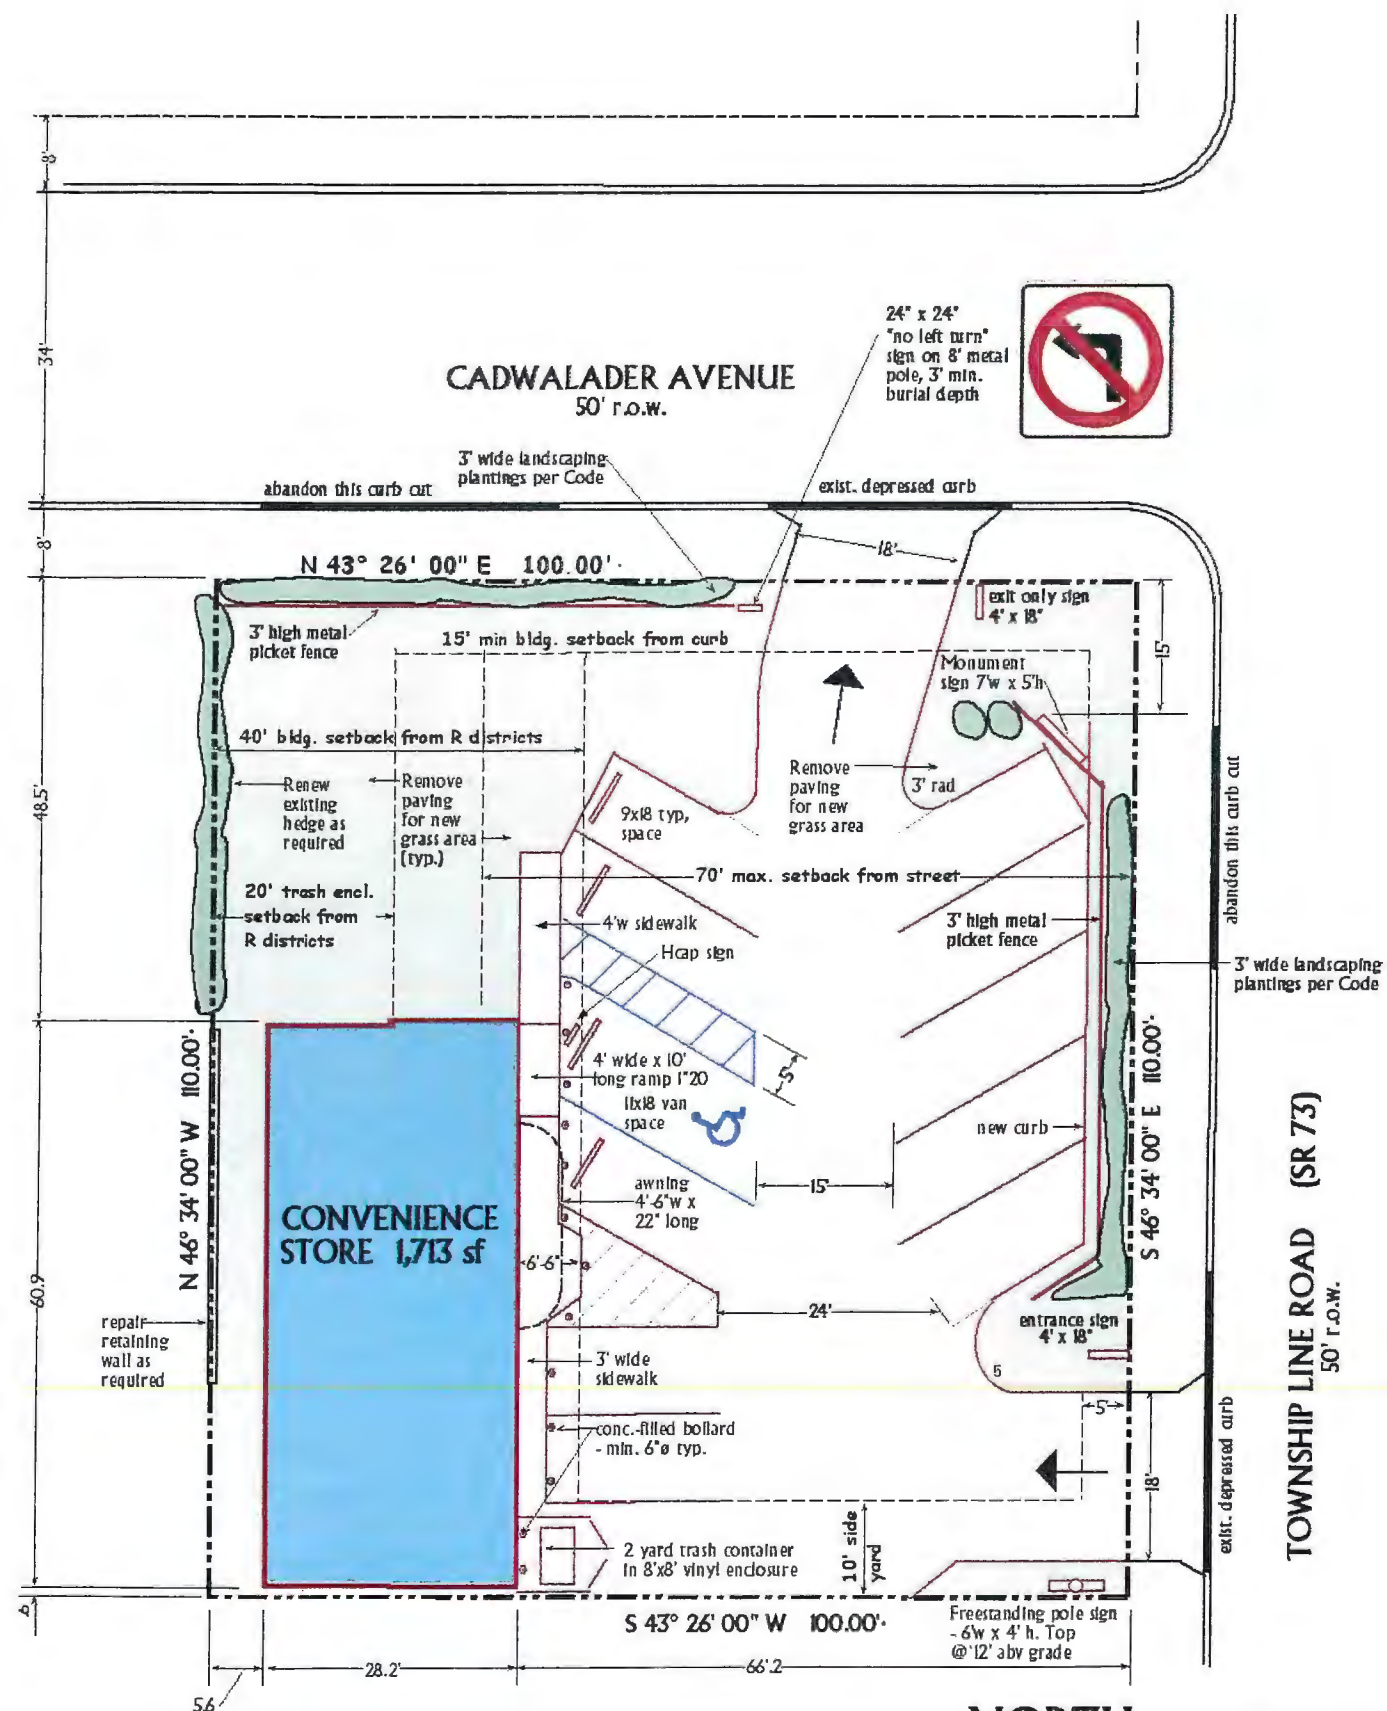 8'
34'
CADWALADER AVENUE
50' r.o.w.
24" x 24"
"no left turn"
sign on 8' metal
pole, 3' min.
burial depth
3' wide landscaping
plantings per Code
abandon this curb cut
exist. depressed curb
8'
18'
N 43° 26' 00" E 100.00'
exit only sign
4' x 18"
3' high metal
picket fence
15' min bldg. setback from curb
15'
Monument
sign 7'w x 5'h
40' bldg. setback from R districts
Renew
existing
hedge as
required
Remove
paving
for new
grass area
(typ.)
9x18 typ,
space
Remove
paving
for new
grass area
3' rad
48.5'
abandon this curb cut
20' trash encl.
setback from
R districts
70' max. setback from street
4'w sidewalk
3' high metal
picket fence
Hcap sign
3' wide landscaping
plantings per Code
N 46° 34' 00" W 110.00'
4' wide x 10'
long ramp 1"20
5'
11x18 van
space
new curb
S 46° 34' 00" E 110.00'
15'
awning
4'-6"w x
22" long
CONVENIENCE
STORE 1,713 sf
6'-6"
24'
60.9
repair
retaining
wall as
required
entrance sign
4' x 18"
3' wide
sidewalk
5
5'
TOWNSHIP LINE ROAD (SR 73)
50' r.o.w.
conc.-filled bollard
- min. 6"ø typ.
18'
exist. depressed curb
10' side
yard
2 yard trash container
in 8'x8' vinyl enclosure
S 43° 26' 00" W 100.00'
Freestanding pole sign
- 6'w x 4' h. Top
@ 12' abv grade
28.2'
66.2
5.6
NORTH